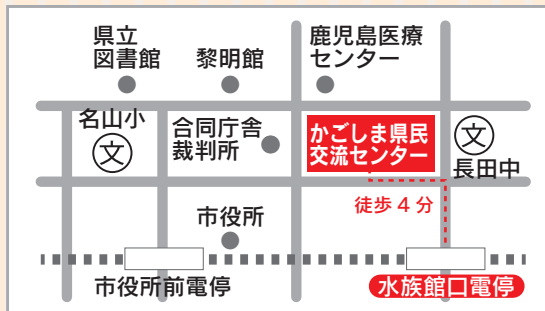 県立
図書館
黎明館
鹿児島医療
センター
名山小
文
合同庁舎
裁判所
かごしま県民
交流センター
文
長田中
徒歩4分
市役所
市役所前電停
水族館口電停